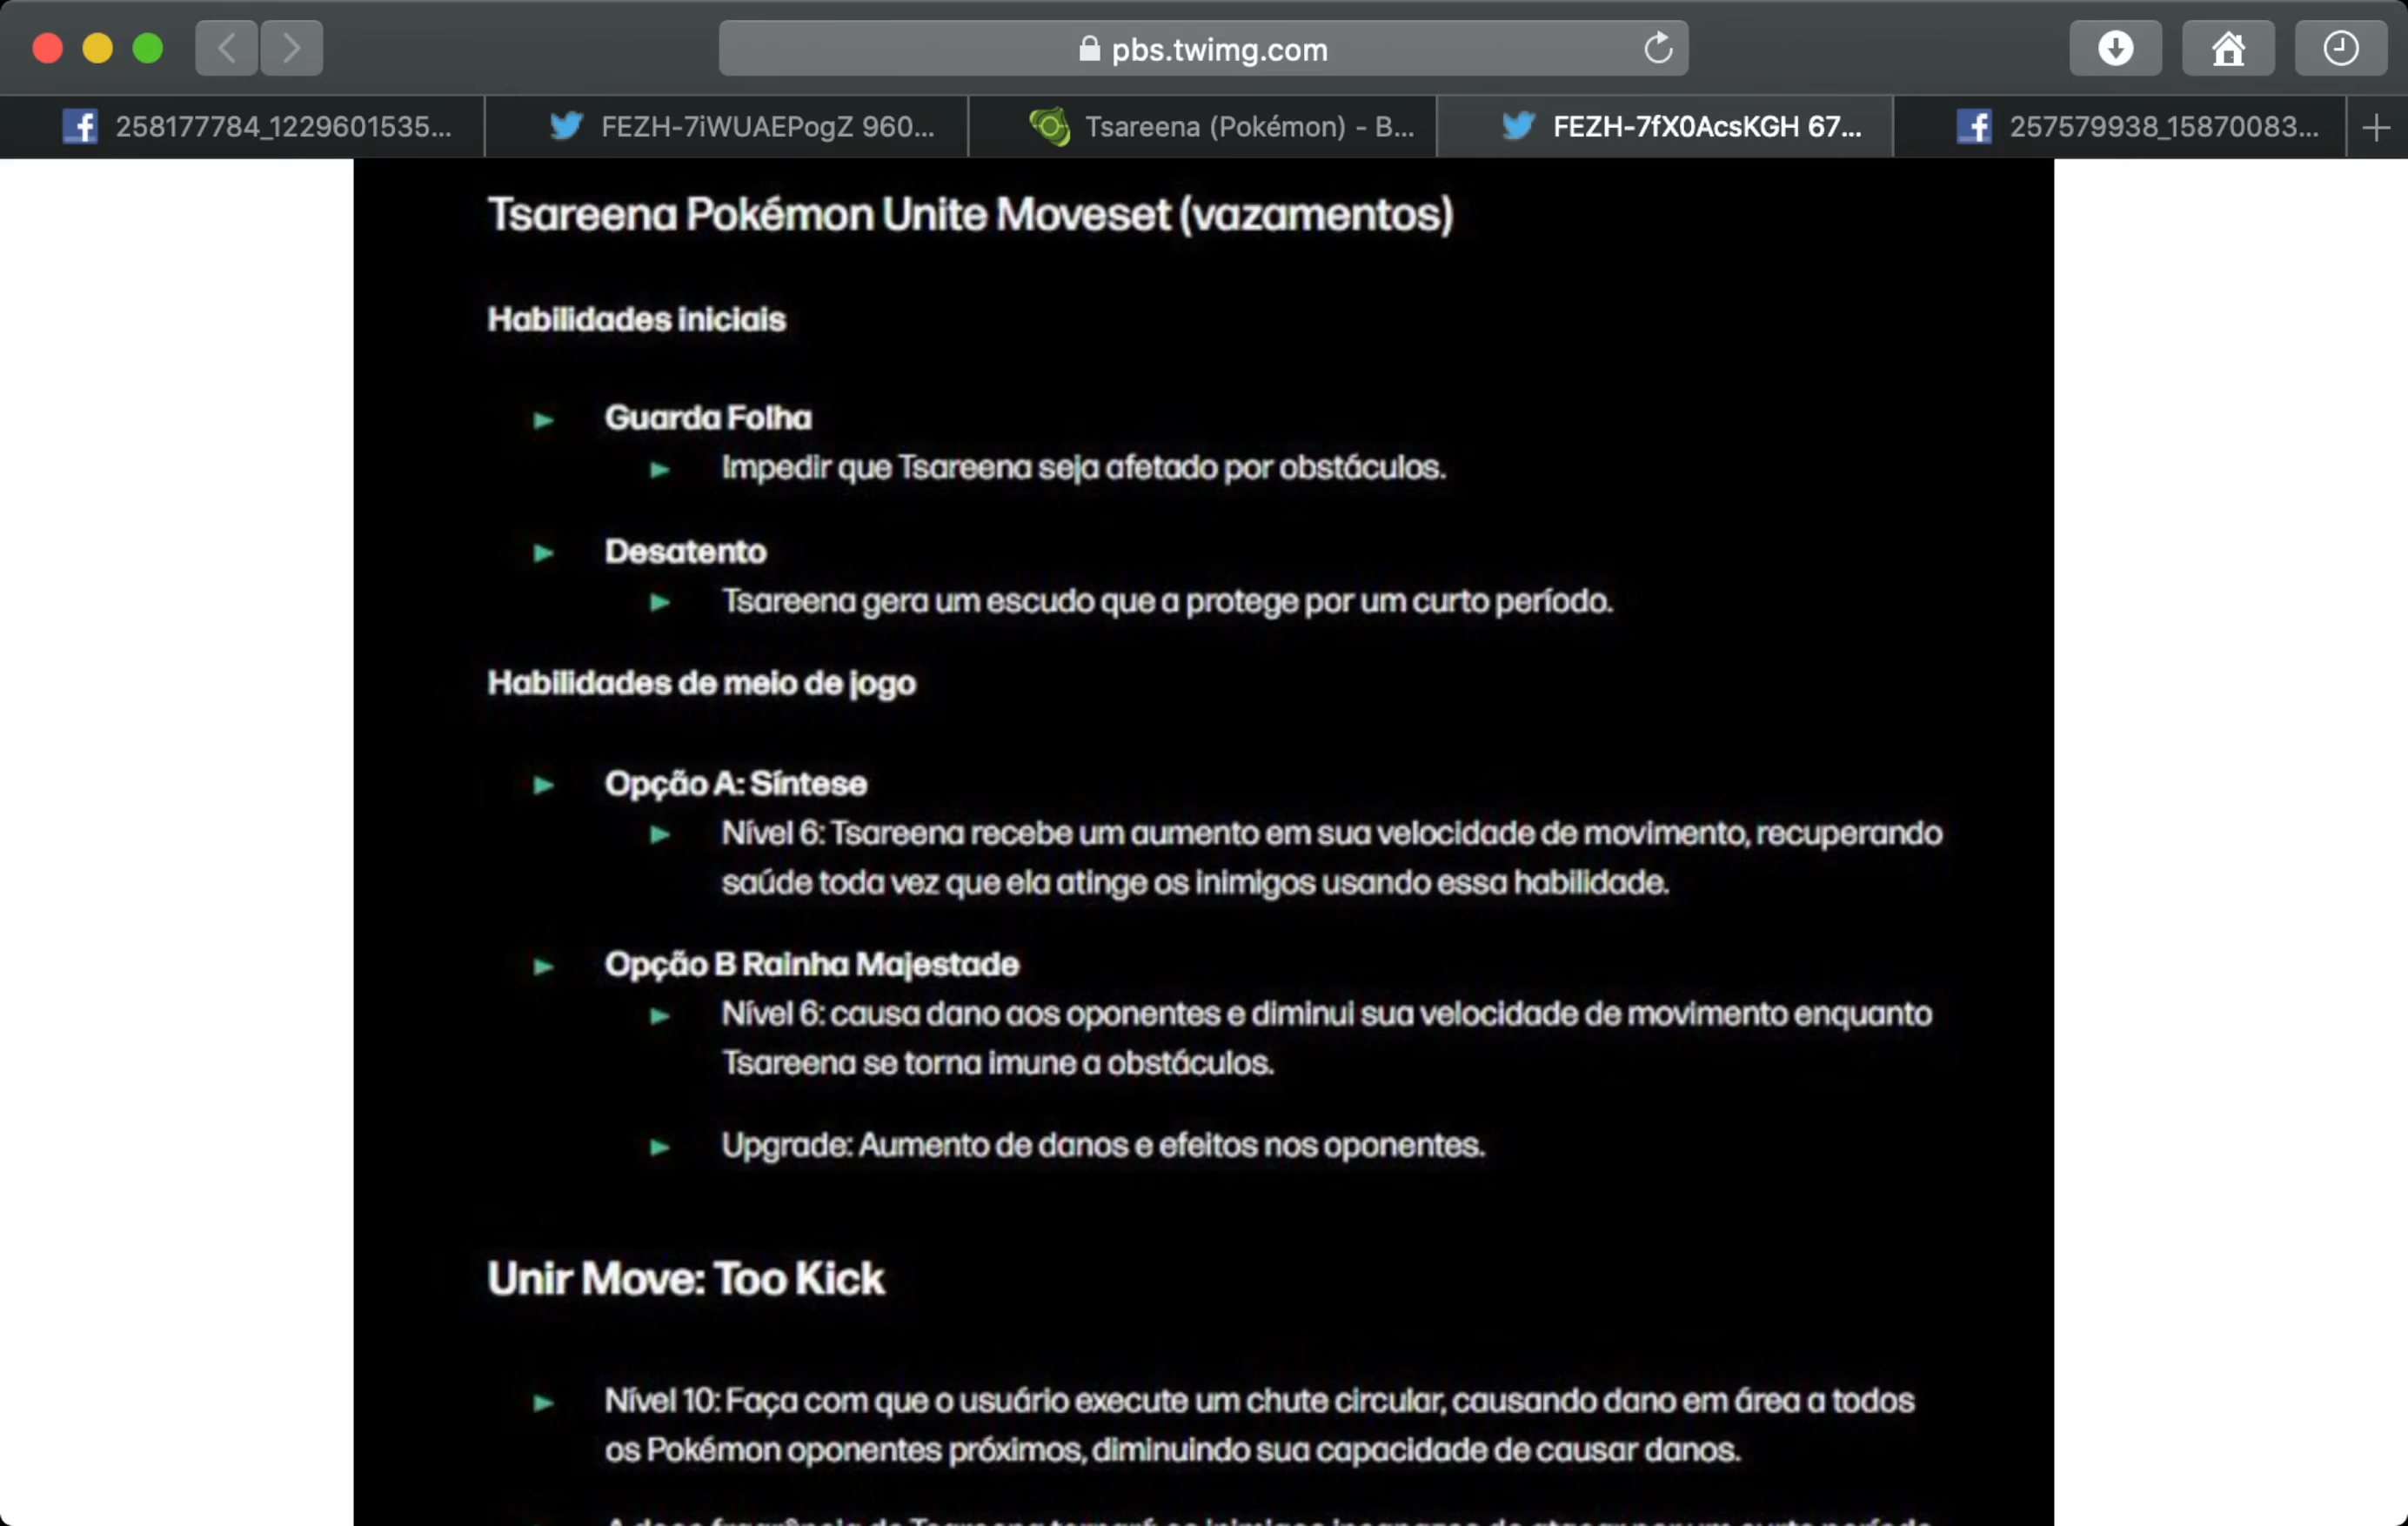 pbs.twimg.com
258177784_1229601535...
FEZH-7iWUAEPogZ 960...
Tsareena (Pokémon) - B...
FEZH-7fX0AcsKGH 67...
257579938_15870083...
Tsareena Pokémon Unite Moveset (vazamentos)
Habilidades iniciais
► Guarda Folha
► Impedir que Tsareena seja afetado por obstáculos.
► Desatento
► Tsareena gera um escudo que a protege por um curto período.
Habilidades de meio de jogo
► Opção A: Síntese
► Nível 6: Tsareena recebe um aumento em sua velocidade de movimento, recuperando
saúde toda vez que ela atinge os inimigos usando essa habilidade.
► Opção B Rainha Majestade
► Nível 6: causa dano aos oponentes e diminui sua velocidade de movimento enquanto
Tsareena se torna imune a obstáculos.
► Upgrade: Aumento de danos e efeitos nos oponentes.
Unir Move: Too Kick
► Nível 10: Faça com que o usuário execute um chute circular, causando dano em área a todos
os Pokémon oponentes próximos, diminuindo sua capacidade de causar danos.